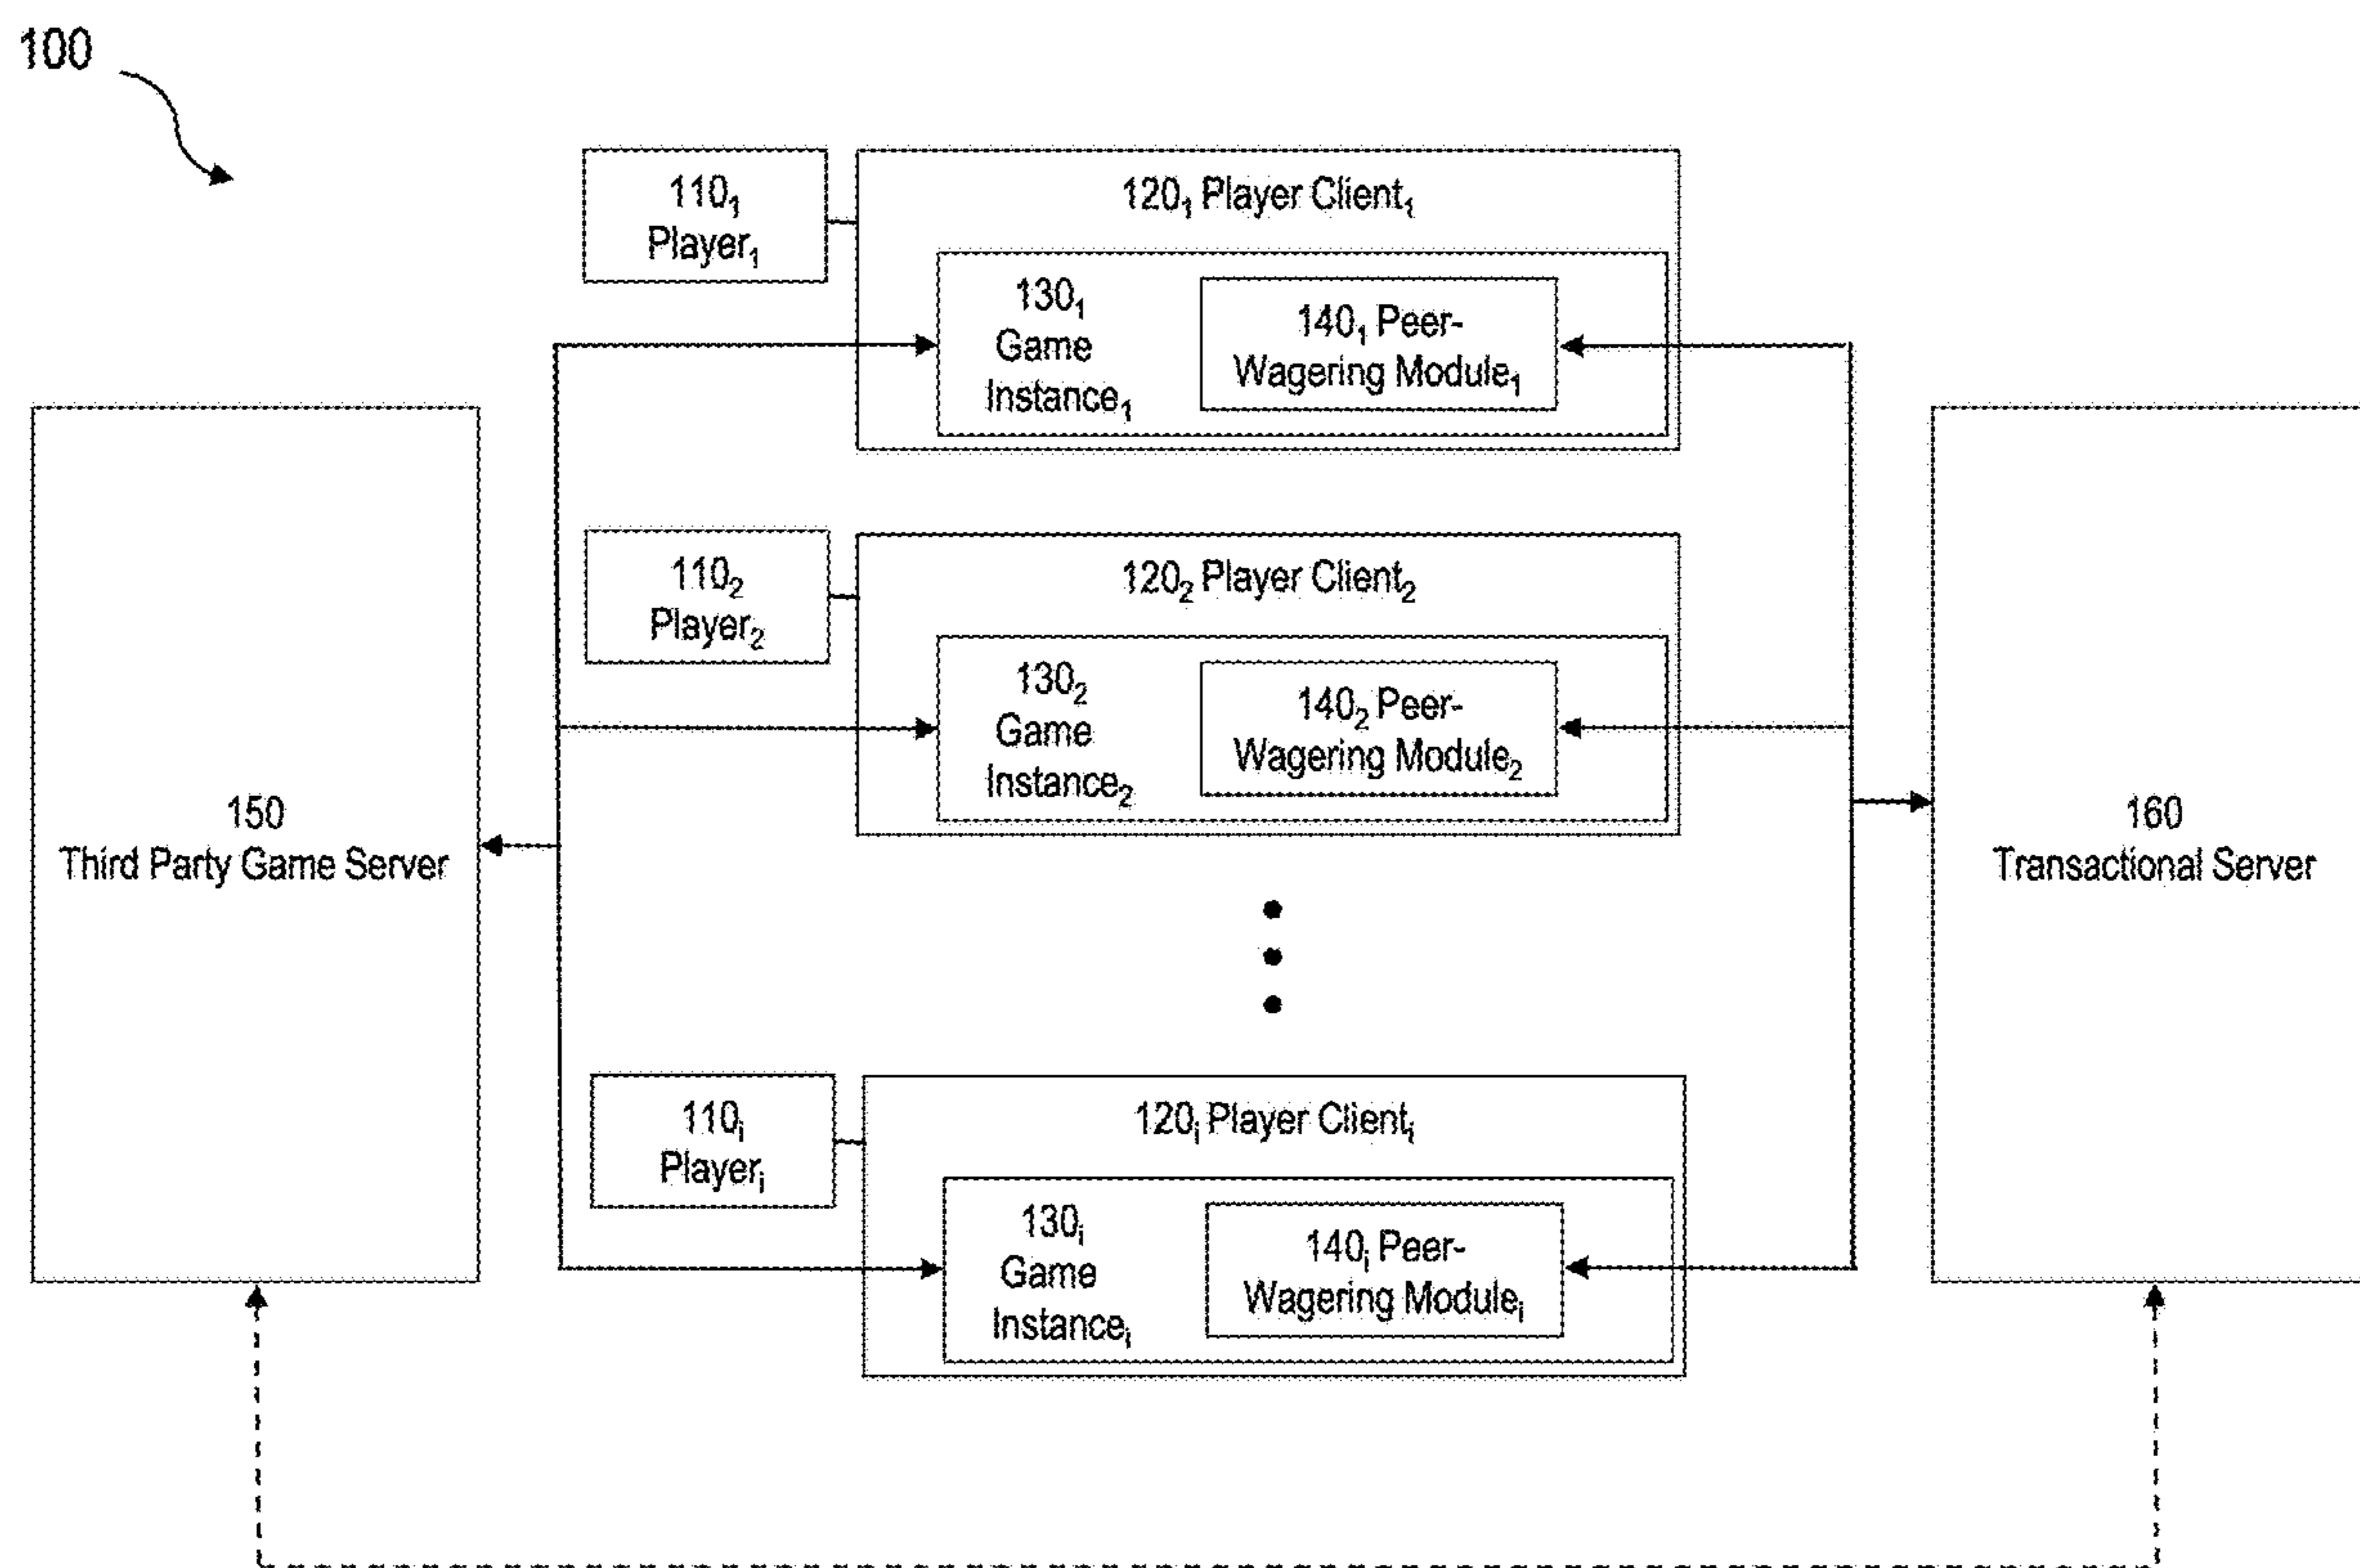 100
110₁
Player₁
120₁ Player Client₁
130₁
Game
Instance₁
140₁ Peer-
Wagering Module₁
110₂
Player₂
120₂ Player Client₂
130₂
Game
Instance₂
140₂ Peer-
Wagering Module₂
150
Third Party Game Server
160
Transactional Server
110ᵢ
Playerᵢ
120ᵢ Player Clientᵢ
130ᵢ
Game
Instanceᵢ
140ᵢ Peer-
Wagering Moduleᵢ